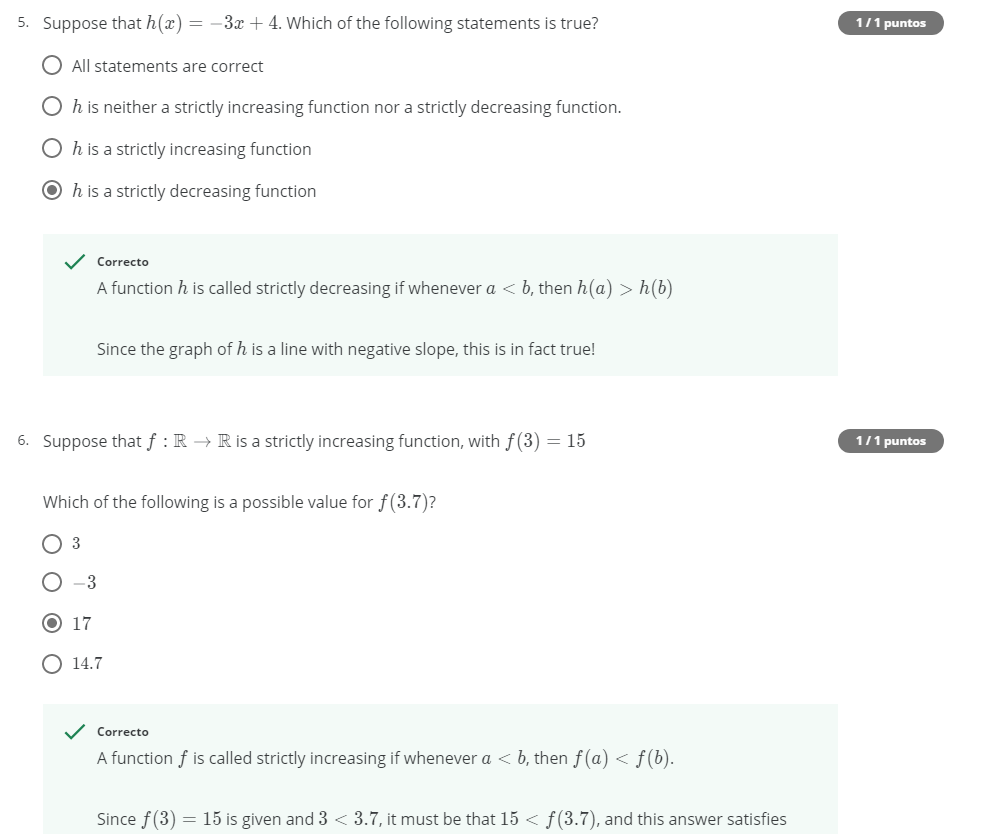 5. Suppose that h(x) = −3x + 4. Which of the following statements is true? 1 / 1 puntos
All statements are correct
h is neither a strictly increasing function nor a strictly decreasing function.
h is a strictly increasing function
h is a strictly decreasing function
Correcto
A function h is called strictly decreasing if whenever a < b, then h(a) > h(b)
Since the graph of h is a line with negative slope, this is in fact true!
6. Suppose that f : ℝ → ℝ is a strictly increasing function, with f(3) = 15 1 / 1 puntos
Which of the following is a possible value for f(3.7)?
3
−3
17
14.7
Correcto
A function f is called strictly increasing if whenever a < b, then f(a) < f(b).
Since f(3) = 15 is given and 3 < 3.7, it must be that 15 < f(3.7), and this answer satisfies